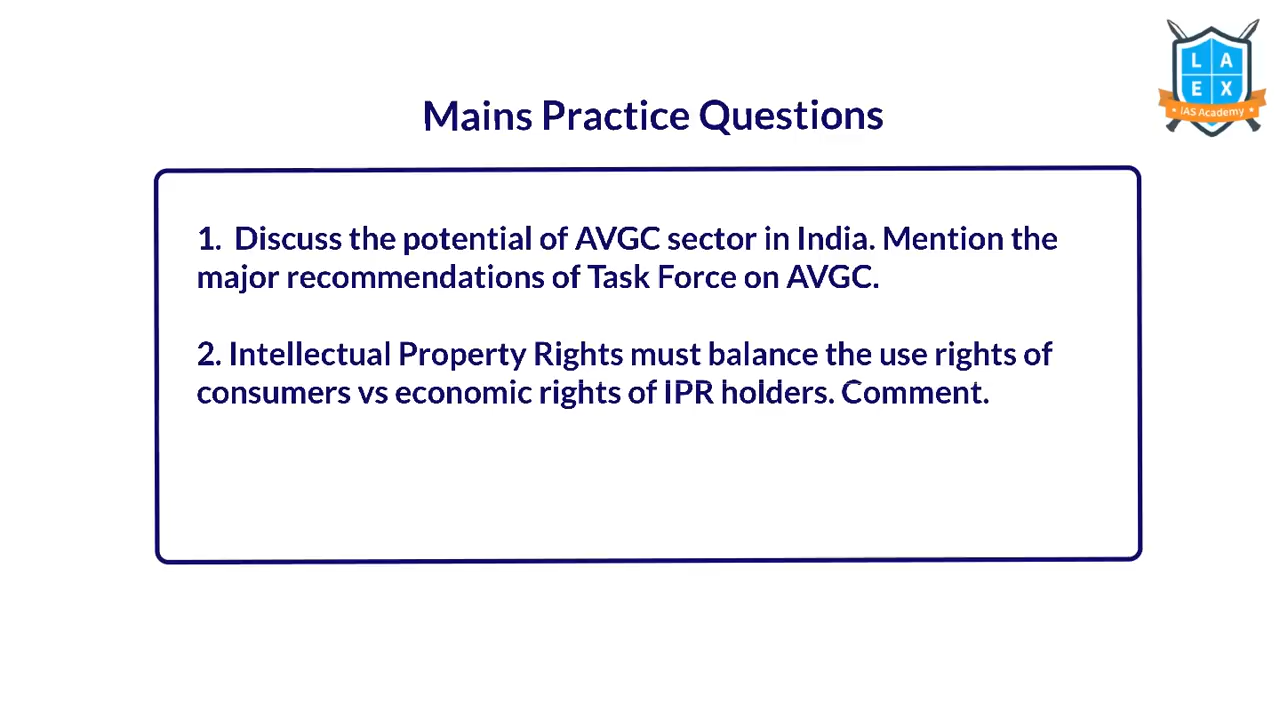 L A
E X
IAS Academy
Mains Practice Questions
1. Discuss the potential of AVGC sector in India. Mention the
major recommendations of Task Force on AVGC.
2. Intellectual Property Rights must balance the use rights of
consumers vs economic rights of IPR holders. Comment.